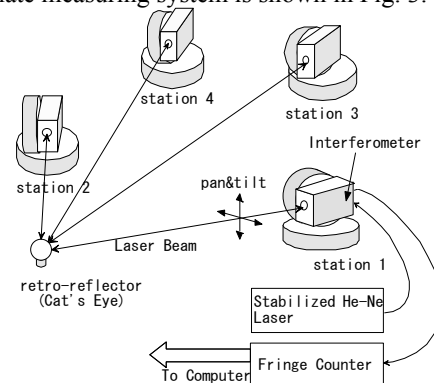 nate measuring system is shown in Fig. 3.
station 4
station 3
Interferometer
station 2
pan&tilt
Laser Beam
station 1
retro-reflector
(Cat's Eye)
Stabilized He-Ne
Laser
Fringe Counter
To Computer